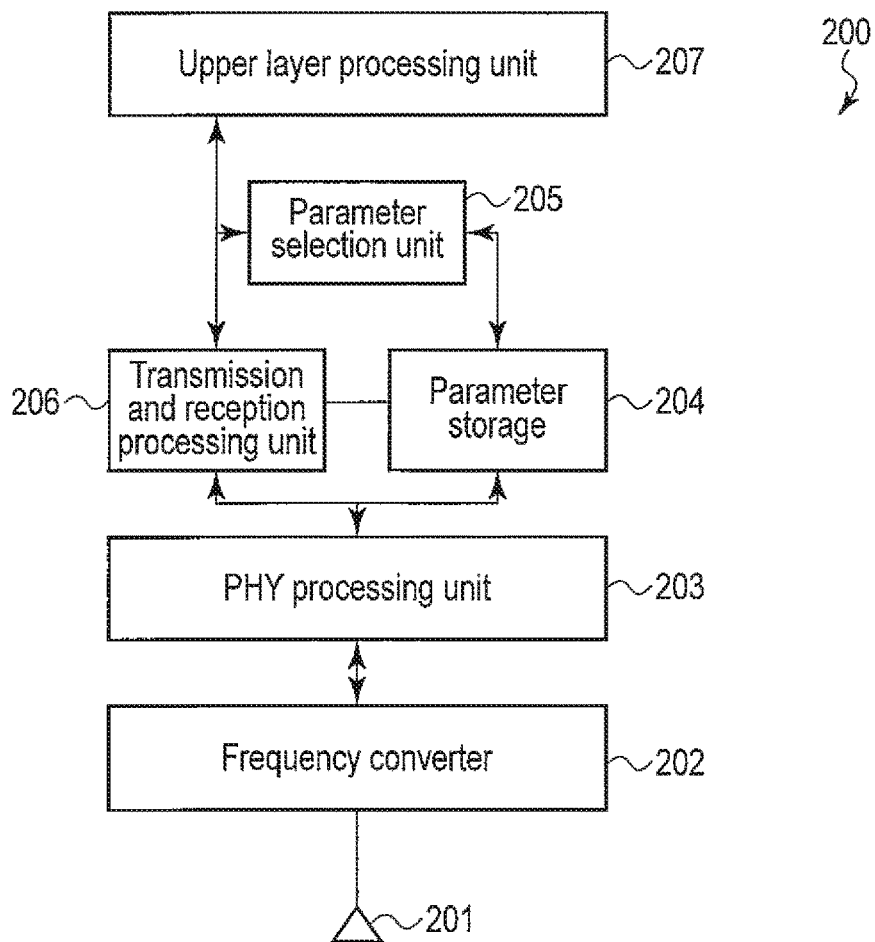 200
Upper layer processing unit
207
Parameter
selection unit
205
Transmission
and reception
processing unit
206
Parameter
storage
204
PHY processing unit
203
Frequency converter
202
201